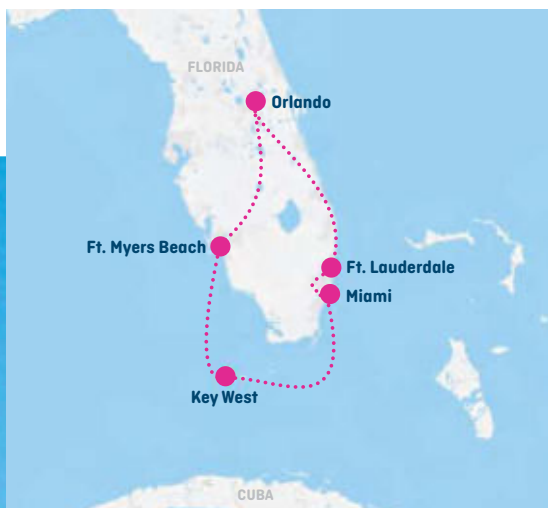 FLORIDA
Orlando
Ft. Myers Beach
Ft. Lauderdale
Miami
Key West
CUBA